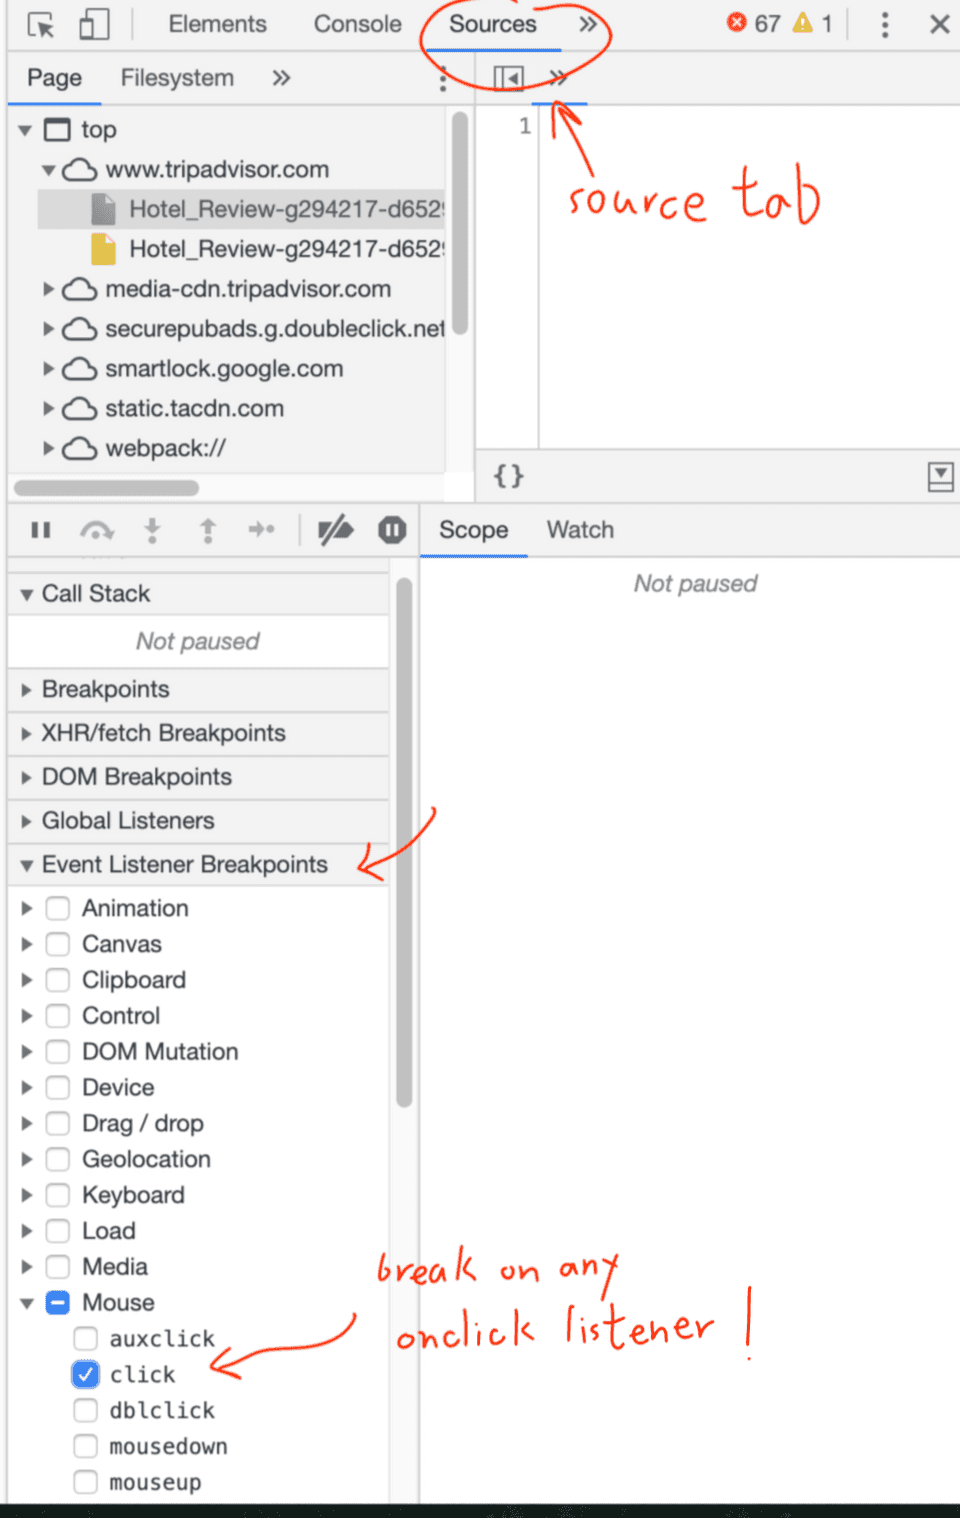 Elements Console Sources » 67 1
Page Filesystem » »
top
1
www.tripadvisor.com
source tab
Hotel_Review-g294217-d652
Hotel_Review-g294217-d652
media-cdn.tripadvisor.com
securepubads.g.doubleclick.net
smartlock.google.com
static.tacdn.com
webpack://
{}
Scope Watch
Not paused
Call Stack
Not paused
Breakpoints
XHR/fetch Breakpoints
DOM Breakpoints
Global Listeners
Event Listener Breakpoints
Animation
Canvas
Clipboard
Control
DOM Mutation
Device
Drag / drop
Geolocation
Keyboard
Load
Media
break on any
onclick listener !
Mouse
auxclick
click
dblclick
mousedown
mouseup